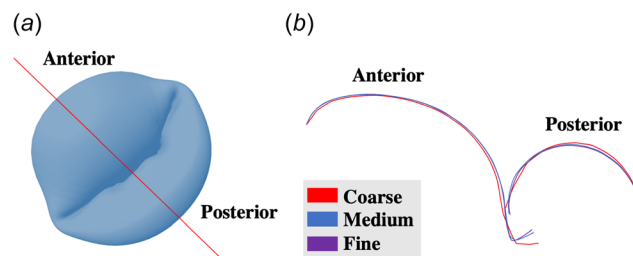 (a)
Anterior
Posterior
(b)
Anterior
Posterior
Coarse
Medium
Fine